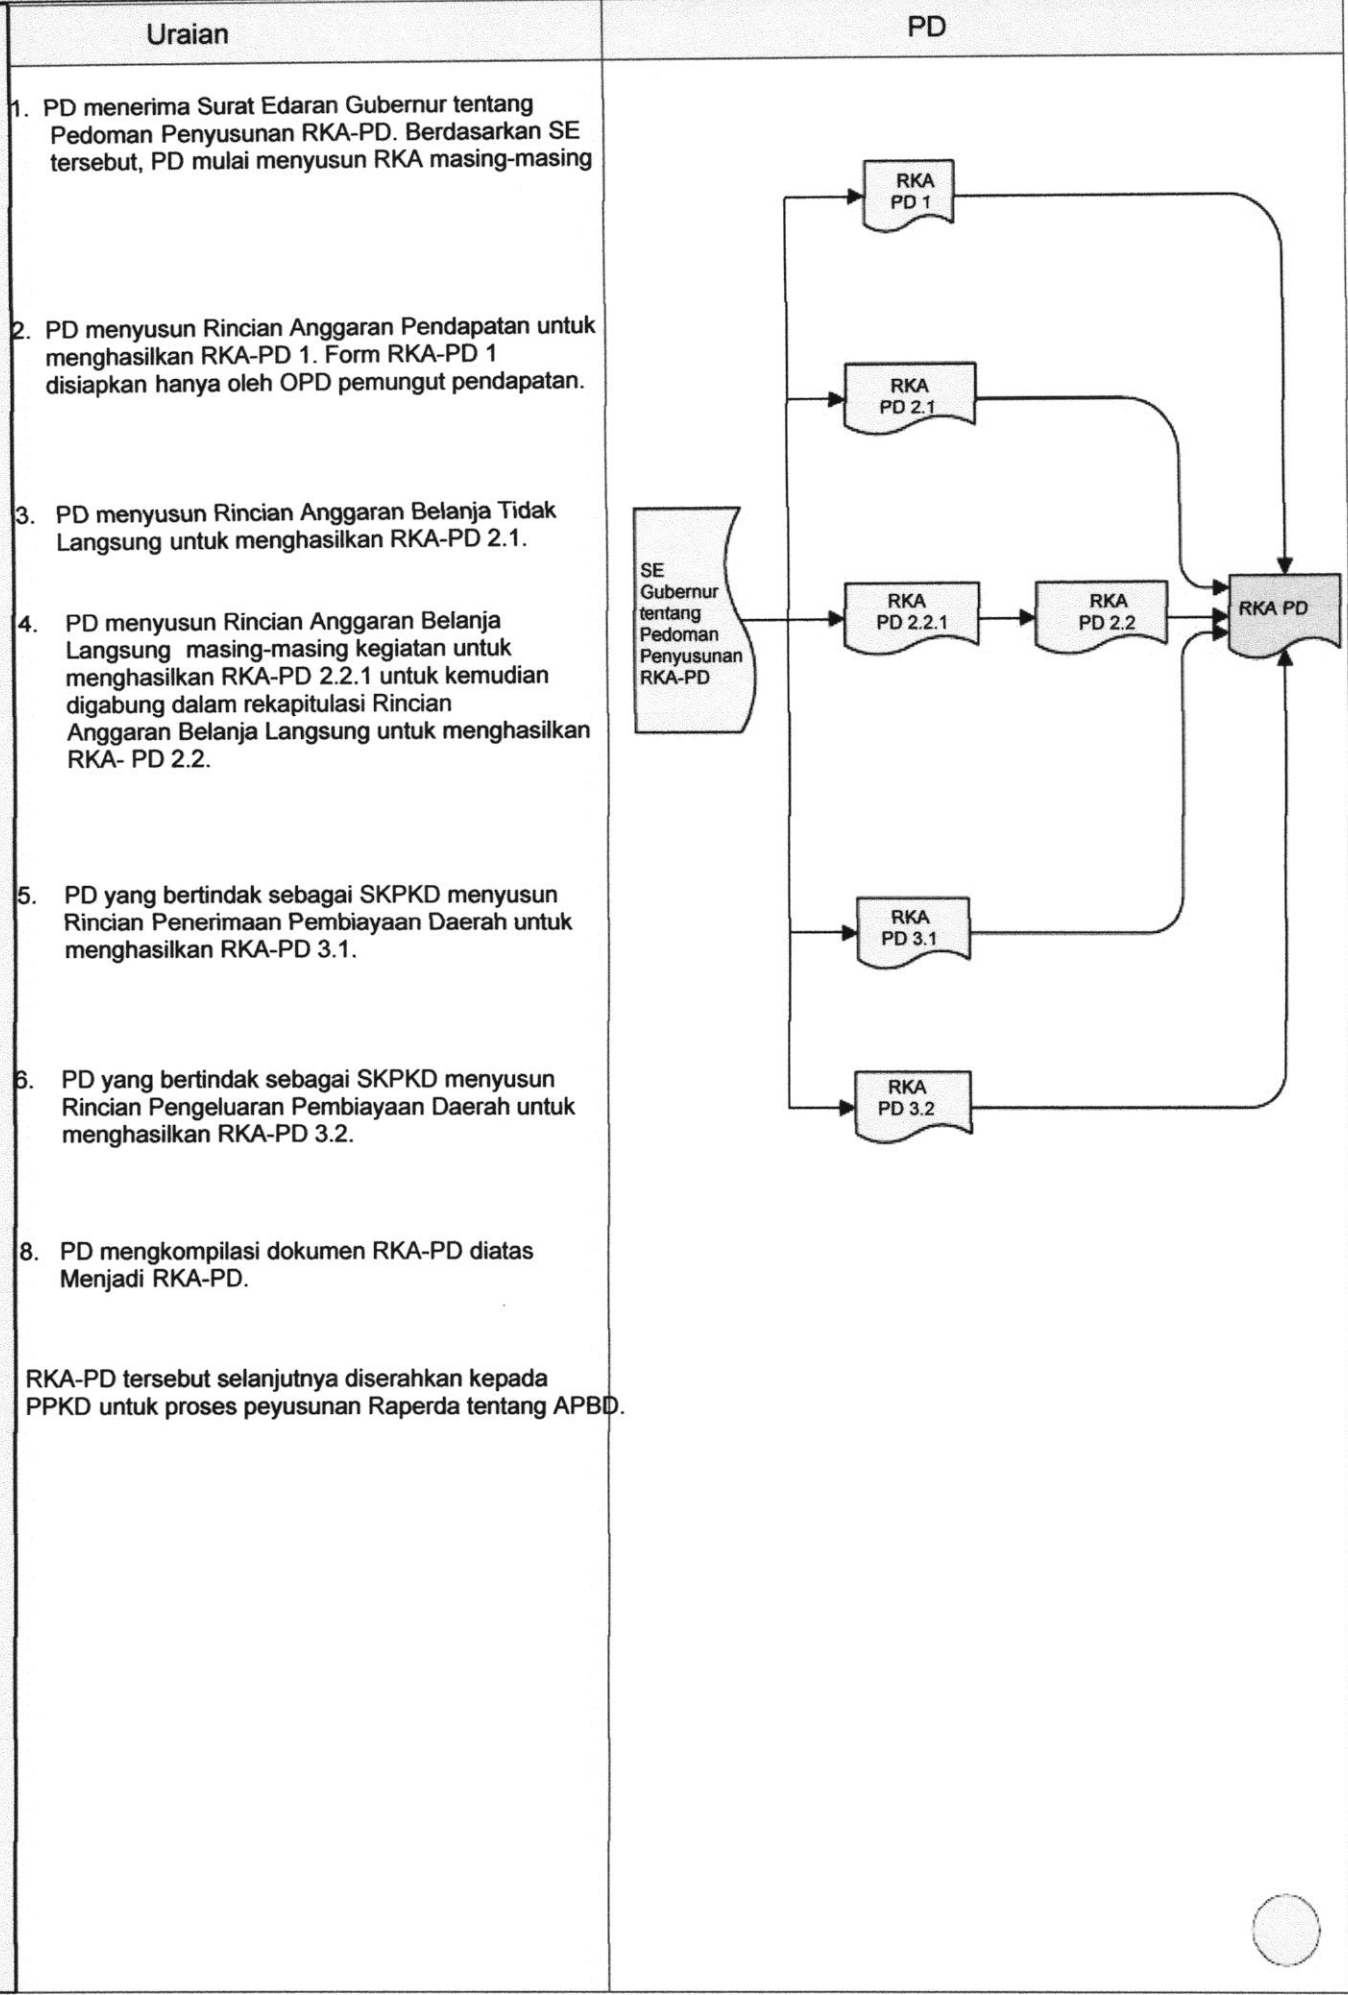 Uraian
PD
1. PD menerima Surat Edaran Gubernur tentang
Pedoman Penyusunan RKA-PD. Berdasarkan SE
tersebut, PD mulai menyusun RKA masing-masing
2. PD menyusun Rincian Anggaran Pendapatan untuk
menghasilkan RKA-PD 1. Form RKA-PD 1
disiapkan hanya oleh OPD pemungut pendapatan.
3. PD menyusun Rincian Anggaran Belanja Tidak
Langsung untuk menghasilkan RKA-PD 2.1.
4. PD menyusun Rincian Anggaran Belanja
Langsung masing-masing kegiatan untuk
menghasilkan RKA-PD 2.2.1 untuk kemudian
digabung dalam rekapitulasi Rincian
Anggaran Belanja Langsung untuk menghasilkan
RKA- PD 2.2.
5. PD yang bertindak sebagai SKPKD menyusun
Rincian Penerimaan Pembiayaan Daerah untuk
menghasilkan RKA-PD 3.1.
6. PD yang bertindak sebagai SKPKD menyusun
Rincian Pengeluaran Pembiayaan Daerah untuk
menghasilkan RKA-PD 3.2.
8. PD mengkompilasi dokumen RKA-PD diatas
Menjadi RKA-PD.
RKA-PD tersebut selanjutnya diserahkan kepada
PPKD untuk proses peyusunan Raperda tentang APBD.
SE
Gubernur
tentang
Pedoman
Penyusunan
RKA-PD
RKA
PD 1
RKA
PD 2.1
RKA
PD 2.2.1
RKA
PD 2.2
RKA PD
RKA
PD 3.1
RKA
PD 3.2